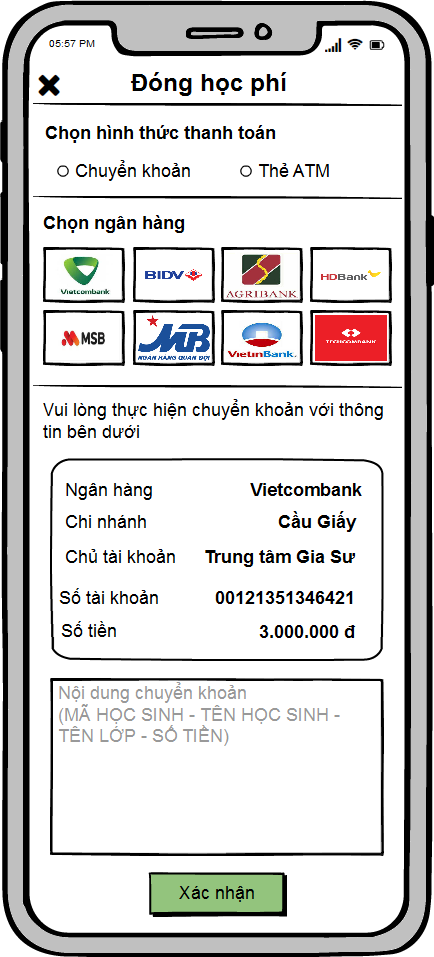 05:57 PM
Đóng học phí
Chọn hình thức thanh toán
Chuyển khoản Thẻ ATM
Chọn ngân hàng
Vietcombank BIDV AGRIBANK HDBank
MSB MB NGÂN HÀNG QUÂN ĐỘI VietinBank. TECHCOMBANK
Vui lòng thực hiện chuyển khoản với thông
tin bên dưới
Ngân hàng Vietcombank
Chi nhánh Cầu Giấy
Chủ tài khoản Trung tâm Gia Sư
Số tài khoản 00121351346421
Số tiền 3.000.000 đ
Nội dung chuyển khoản
(MÃ HỌC SINH - TÊN HỌC SINH -
TÊN LỚP - SỐ TIỀN)
Xác nhận